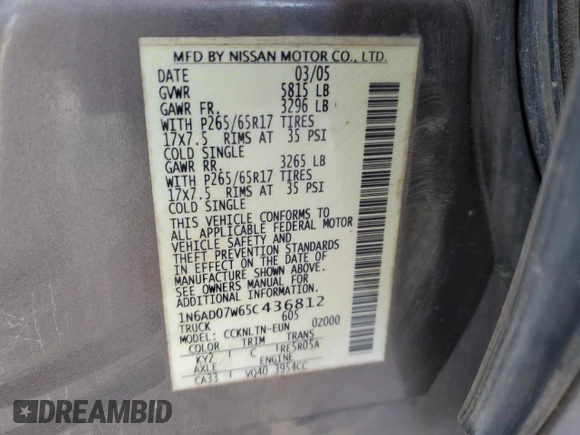 MFD BY NISSAN MOTOR CO., LTD.
DATE 03/05
GVWR 5815 LB
GAWR FR. 3296 LB
WITH P265/65R17 TIRES
17X7.5 RIMS AT 35 PSI
COLD SINGLE
GAWR RR. 3265 LB
WITH P265/65R17 TIRES
17X7.5 RIMS AT 35 PSI
COLD SINGLE
THIS VEHICLE CONFORMS TO
ALL APPLICABLE FEDERAL MOTOR
VEHICLE SAFETY AND
THEFT PREVENTION STANDARDS
IN EFFECT ON THE DATE OF
MANUFACTURE SHOWN ABOVE.
SEE OWNERS MANUAL FOR
ADDITIONAL INFORMATION
1N6AD07W65C436812
TRUCK 605 02000
MODEL: CCKNLTN-EUN
COLOR TRIM TRANS
KY2 C RE5R05A
AXLE ENGINE
CA33 VQ40 3954CC
DREAMBID